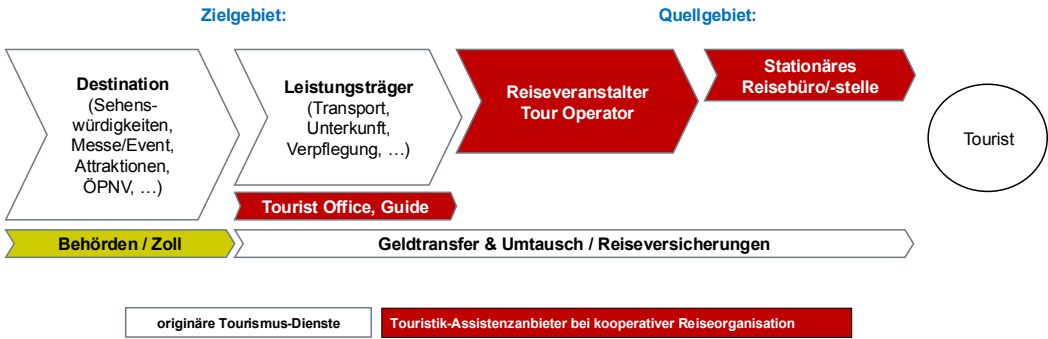 Zielgebiet:
Quellgebiet:
Destination
(Sehens-
würdigkeiten,
Messe/Event,
Attraktionen,
ÖPNV, …)
Leistungsträger
(Transport,
Unterkunft,
Verpflegung, …)
Reiseveranstalter
Tour Operator
Stationäres
Reisebüro/-stelle
Tourist
Tourist Office, Guide
Behörden / Zoll
Geldtransfer & Umtausch / Reiseversicherungen
originäre Tourismus-Dienste
Touristik-Assistenzanbieter bei kooperativer Reiseorganisation